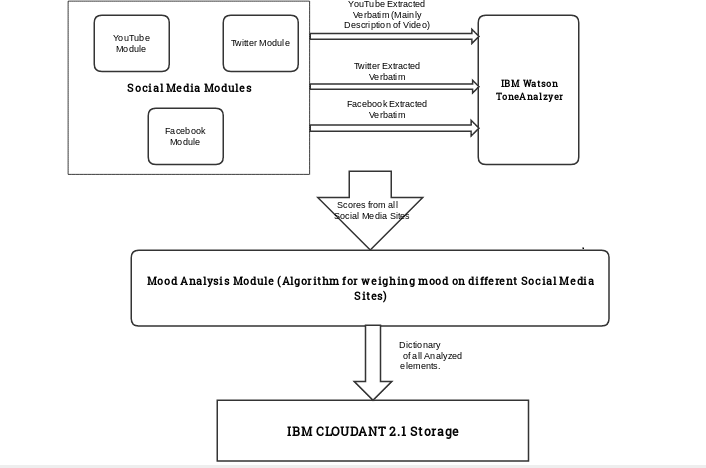 YouTube Extracted
Verbatim (Mainly
Description of Video)
YouTube
Module
Twitter Module
Social Media Modules
Facebook
Module
Twitter Extracted
Verbatim
Facebook Extracted
Verbatim
IBM Watson
ToneAnalzyer
Scores from all
Social Media Sites
Mood Analysis Module (Algorithm for weighing mood on different Social Media
Sites)
Dictionary
of all Analyzed
elements.
IBM CLOUDANT 2.1 Storage